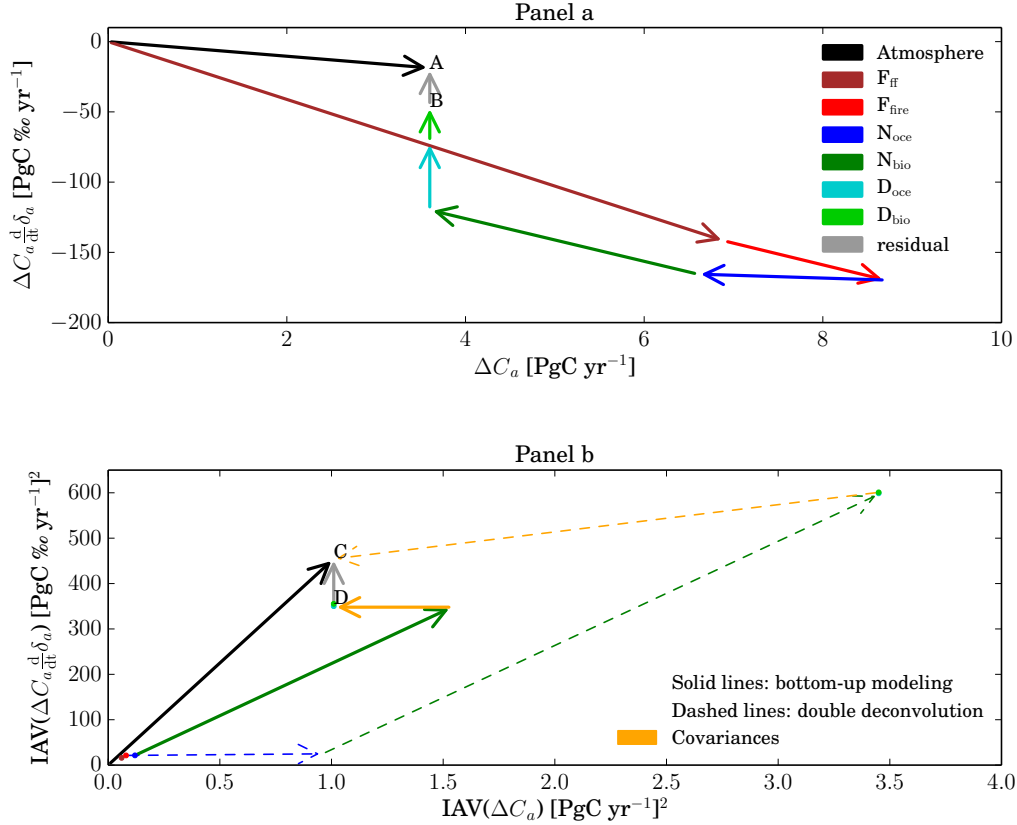 Panel a
0
−50
−100
−150
−200
ΔC_a d/dt δ_a [PgC ‰ yr⁻¹]
A
B
Atmosphere
F_ff
F_fire
N_oce
N_bio
D_oce
D_bio
residual
0 2 4 6 8 10
ΔC_a [PgC yr⁻¹]
Panel b
600
500
400
300
200
100
0
IAV(ΔC_a d/dt δ_a) [PgC ‰ yr⁻¹]²
C
D
Solid lines: bottom-up modeling
Dashed lines: double deconvolution
Covariances
0.0 0.5 1.0 1.5 2.0 2.5 3.0 3.5 4.0
IAV(ΔC_a) [PgC yr⁻¹]²